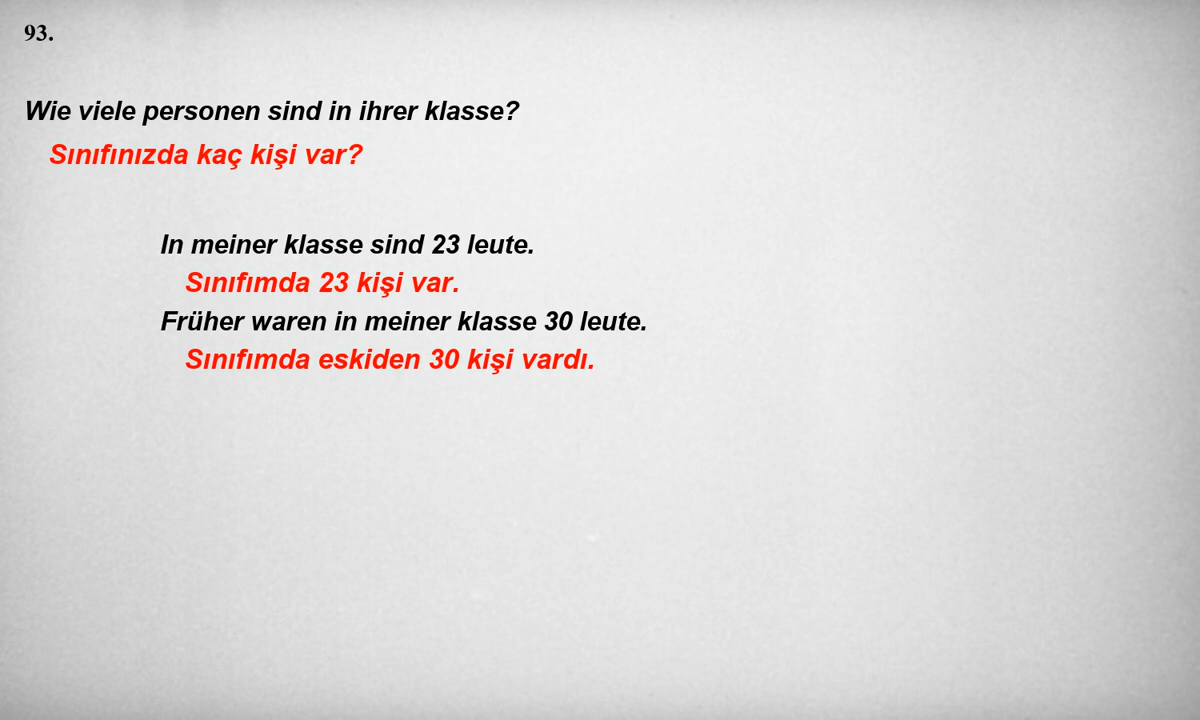 93.
Wie viele personen sind in ihrer klasse?
Sınıfınızda kaç kişi var?
In meiner klasse sind 23 leute.
Sınıfımda 23 kişi var.
Früher waren in meiner klasse 30 leute.
Sınıfımda eskiden 30 kişi vardı.